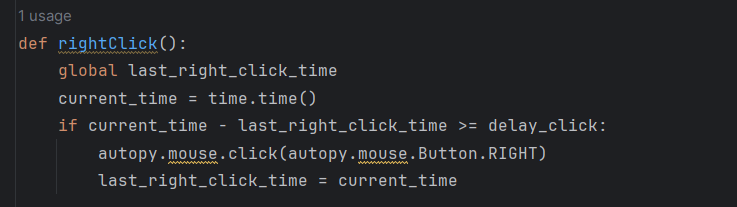 1 usage
def rightClick():
    global last_right_click_time
    current_time = time.time()
    if current_time - last_right_click_time >= delay_click:
        autopy.mouse.click(autopy.mouse.Button.RIGHT)
        last_right_click_time = current_time